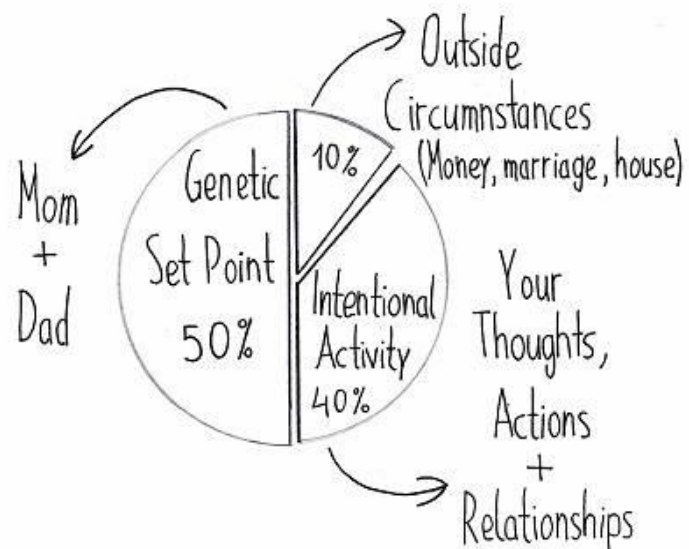 Outside
Circumnstances
(Money, marriage, house)
10%
Genetic
Set Point
50%
Mom
+
Dad
Intentional
Activity
40%
Your
Thoughts,
Actions
+
Relationships